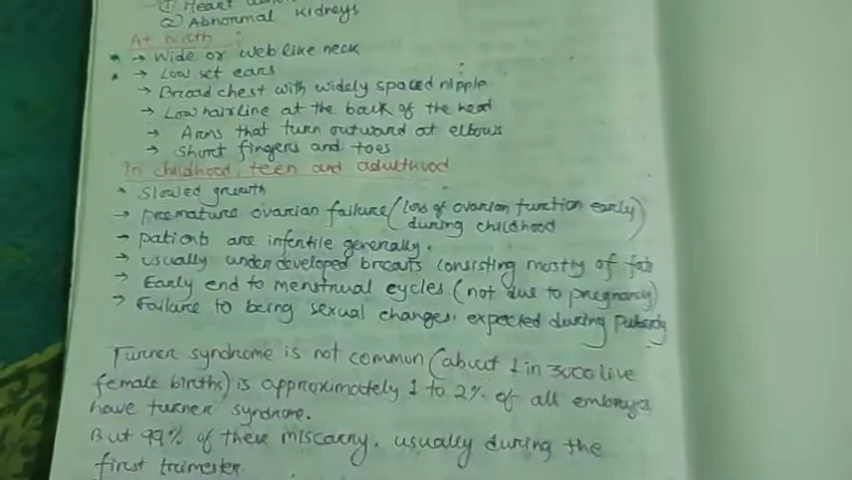 ① Heart
② Abnormal kidneys
At birth :
→ Wide or web like neck
→ Low set ears
→ Broad chest with widely spaced nipple
→ Low hairline at the back of the head
→ Arms that turn outward at elbows
→ Short fingers and toes
In childhood, teen and adulthood
→ Slowed growth
→ premature ovarian failure (loss of ovarian function early
during childhood)
→ patients are infertile generally.
→ usually underdeveloped breasts consisting mostly of fat
→ Early end to menstrual cycles (not due to pregnancy)
→ Failure to being sexual changes, expected during puberty
Turner syndrome is not common (about 1 in 3000 live
female births) is approximately 1 to 2% of all embryos
have turner syndrome.
But 99% of these miscarry, usually during the
first trimester.